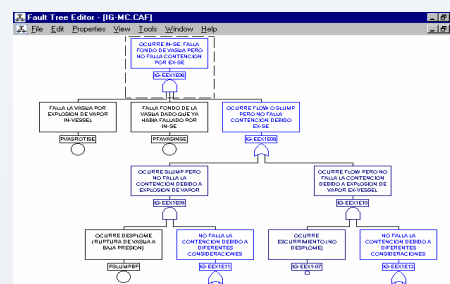 Fault Tree Editor - [IG-MC.CAF]
File Edit Properties View Tools Window Help
OCURRE IN-SE. FALLA
FONDO DE VASIJA PERO
NO FALLA CONTENCION
POR EX-SE
IG-EEX1E06
FALLA LA VASIJA POR
EXPLOSION DE VAPOR
IN-VESSEL
FALLA FONDO DE LA
VASIJA DADO QUE YA
HABIA FALLADO POR
IN-SE
OCURRE FLOW O SLUMP
PERO NO FALLA LA
CONTENCION DEBIDO
EX-SE
PVASROTISE
PFAVASINSE
IG-EEX1E08
OCURRE SLUMP PERO
NO FALLA LA
CONTENCION DEBIDO A
EXPLOSION DE VAPOR
OCURRE FLOW PERO NO
FALLA LA CONTENCION
DEBIDO A EXPLOSION DE
VAPOR EX-VESSEL
IG-EEX1E09
IG-EEX1E10
OCURRE DESPLOME
(RUPTURA DE VASIJA A
BAJA PRESION)
NO FALLA LA
CONTENCION DEBIDO A
DIFERENTES
CONSIDERACIONES
OCURRE
ESCURRIMIENTO (NO
DESPLOME)
NO FALLA LA
CONTENCION DEBIDO A
DIFERENTES
CONSIDERACIONES
PSLUMPBP
IG-EEX1E11
IG-EEX1-07
IG-EEX1E13